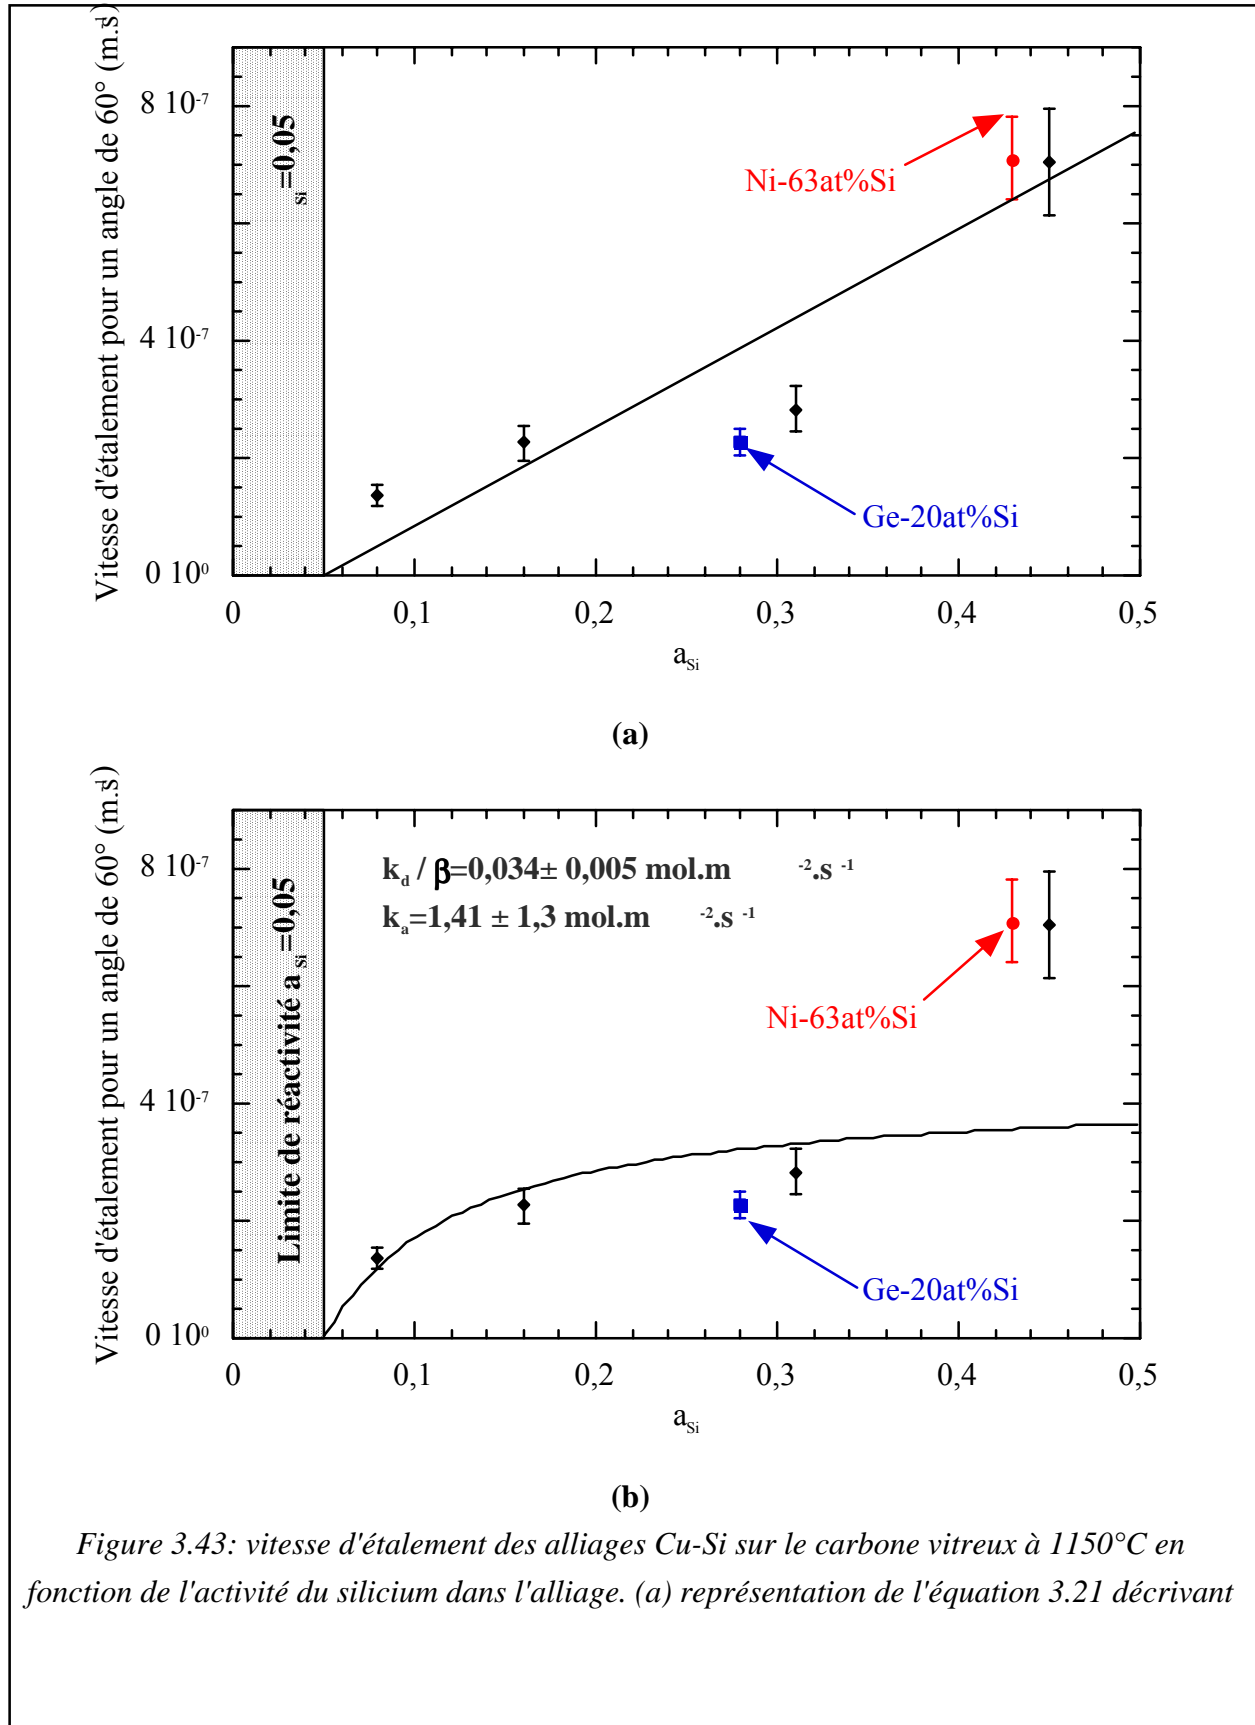 Vitesse d'étalement pour un angle de 60° (m.s-1)
8 10-7
4 10-7
0 10⁰
Si=0,05
Ni-63at%Si
Ge-20at%Si
0 0,1 0,2 0,3 0,4 0,5
aSi
(a)
Vitesse d'étalement pour un angle de 60° (m.s-1)
8 10-7
4 10-7
0 10⁰
Limite de réactivité a Si=0,05
kd / β=0,034± 0,005 mol.m -2.s -1
ka=1,41 ± 1,3 mol.m -2.s -1
Ni-63at%Si
Ge-20at%Si
0 0,1 0,2 0,3 0,4 0,5
aSi
(b)
Figure 3.43: vitesse d'étalement des alliages Cu-Si sur le carbone vitreux à 1150°C en
fonction de l'activité du silicium dans l'alliage. (a) représentation de l'équation 3.21 décrivant